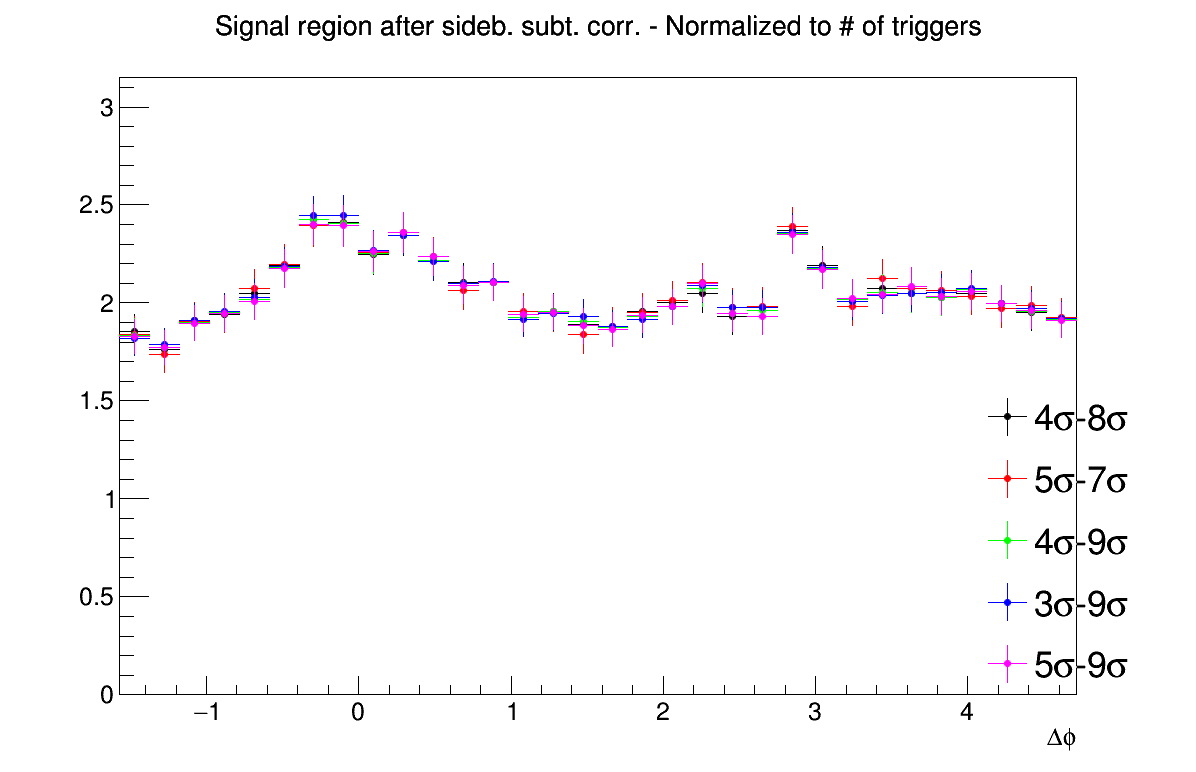 Signal region after sideb. subt. corr. - Normalized to # of triggers
3
2.5
2
1.5
1
0.5
0
−1
0
1
2
3
4
Δϕ
4σ-8σ
5σ-7σ
4σ-9σ
3σ-9σ
5σ-9σ